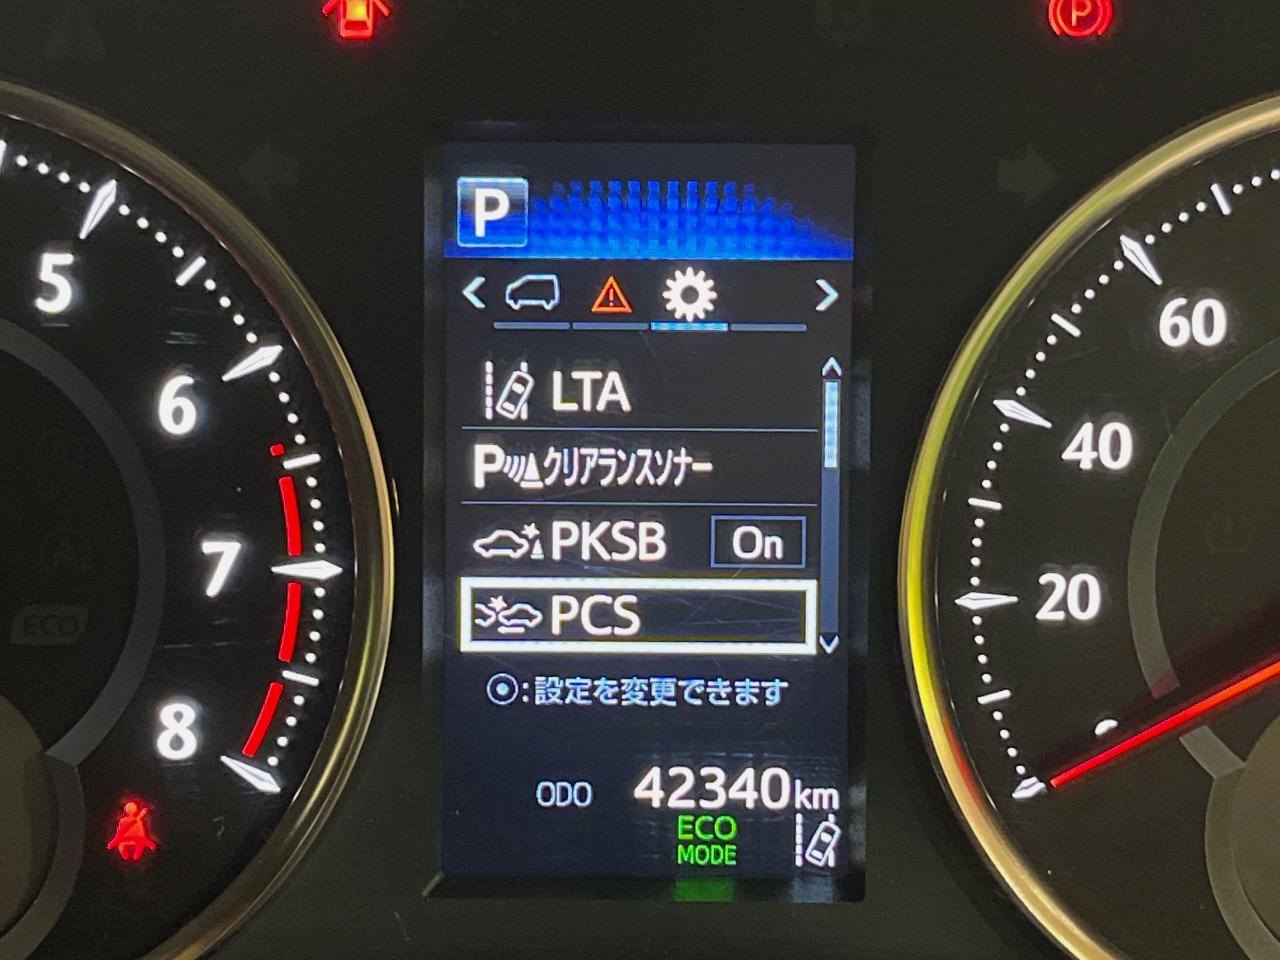 P
P
LTA
Pクリアランスソナー
PKSB On
PCS
⦿:設定を変更できます
ODO 42340km
ECO
MODE
5
6
7
8
ECO
60
40
20